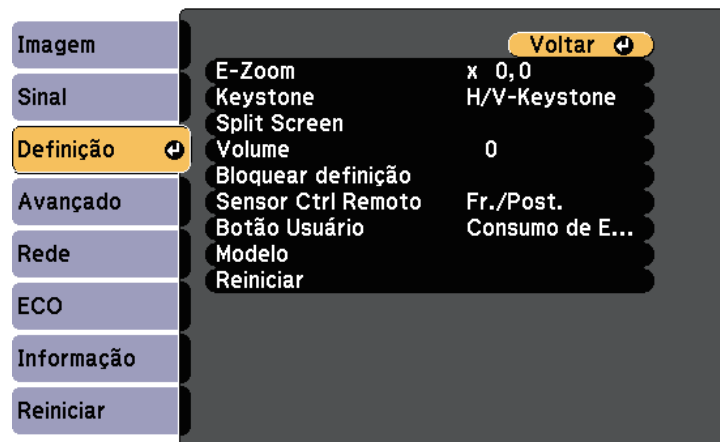 Imagem
Sinal
Definição
Avançado
Rede
ECO
Informação
Reiniciar
Voltar
E-Zoom x 0,0
Keystone H/V-Keystone
Split Screen
Volume 0
Bloquear definição
Sensor Ctrl Remoto Fr./Post.
Botão Usuário Consumo de E...
Modelo
Reiniciar